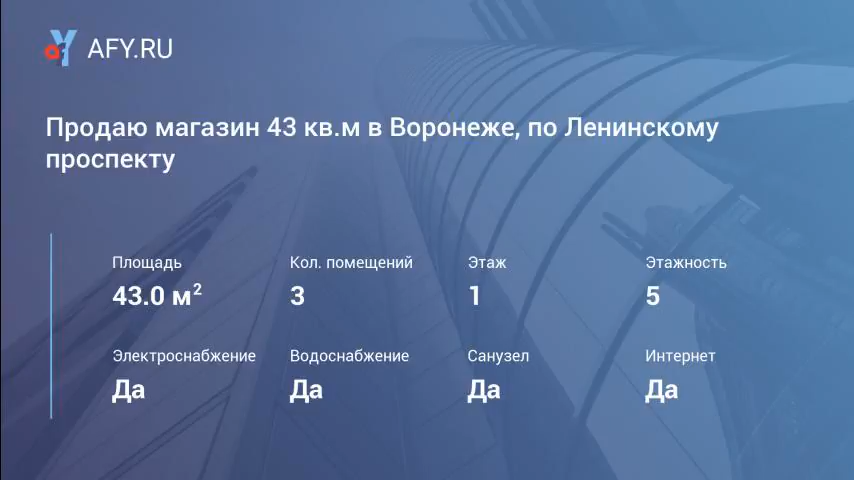 AFY.RU
Продаю магазин 43 кв.м в Воронеже, по Ленинскому
проспекту
Площадь Кол. помещений Этаж Этажность
43.0 м² 3 1 5
Электроснабжение Водоснабжение Санузел Интернет
Да Да Да Да